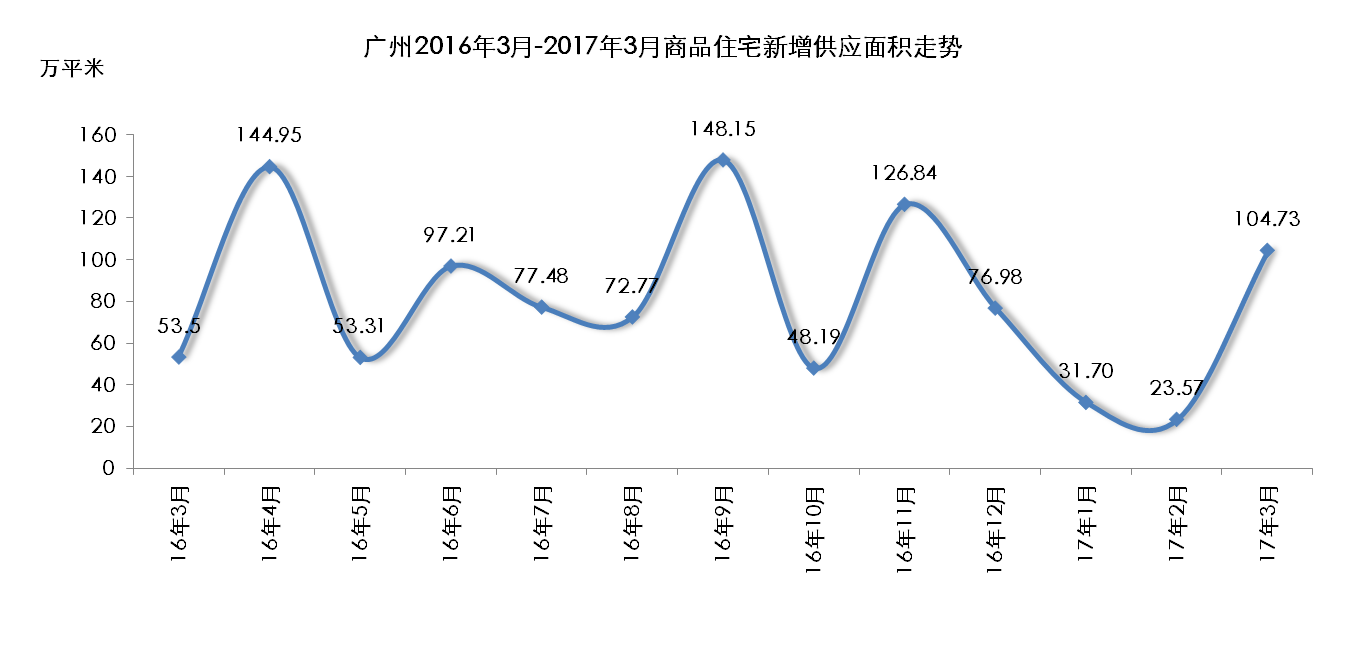 广州2016年3月-2017年3月商品住宅新增供应面积走势
万平米
160
140
120
100
80
60
40
20
0
53.5
144.95
53.31
97.21
77.48
72.77
148.15
48.19
126.84
76.98
31.70
23.57
104.73
16年3月
16年4月
16年5月
16年6月
16年7月
16年8月
16年9月
16年10月
16年11月
16年12月
17年1月
17年2月
17年3月